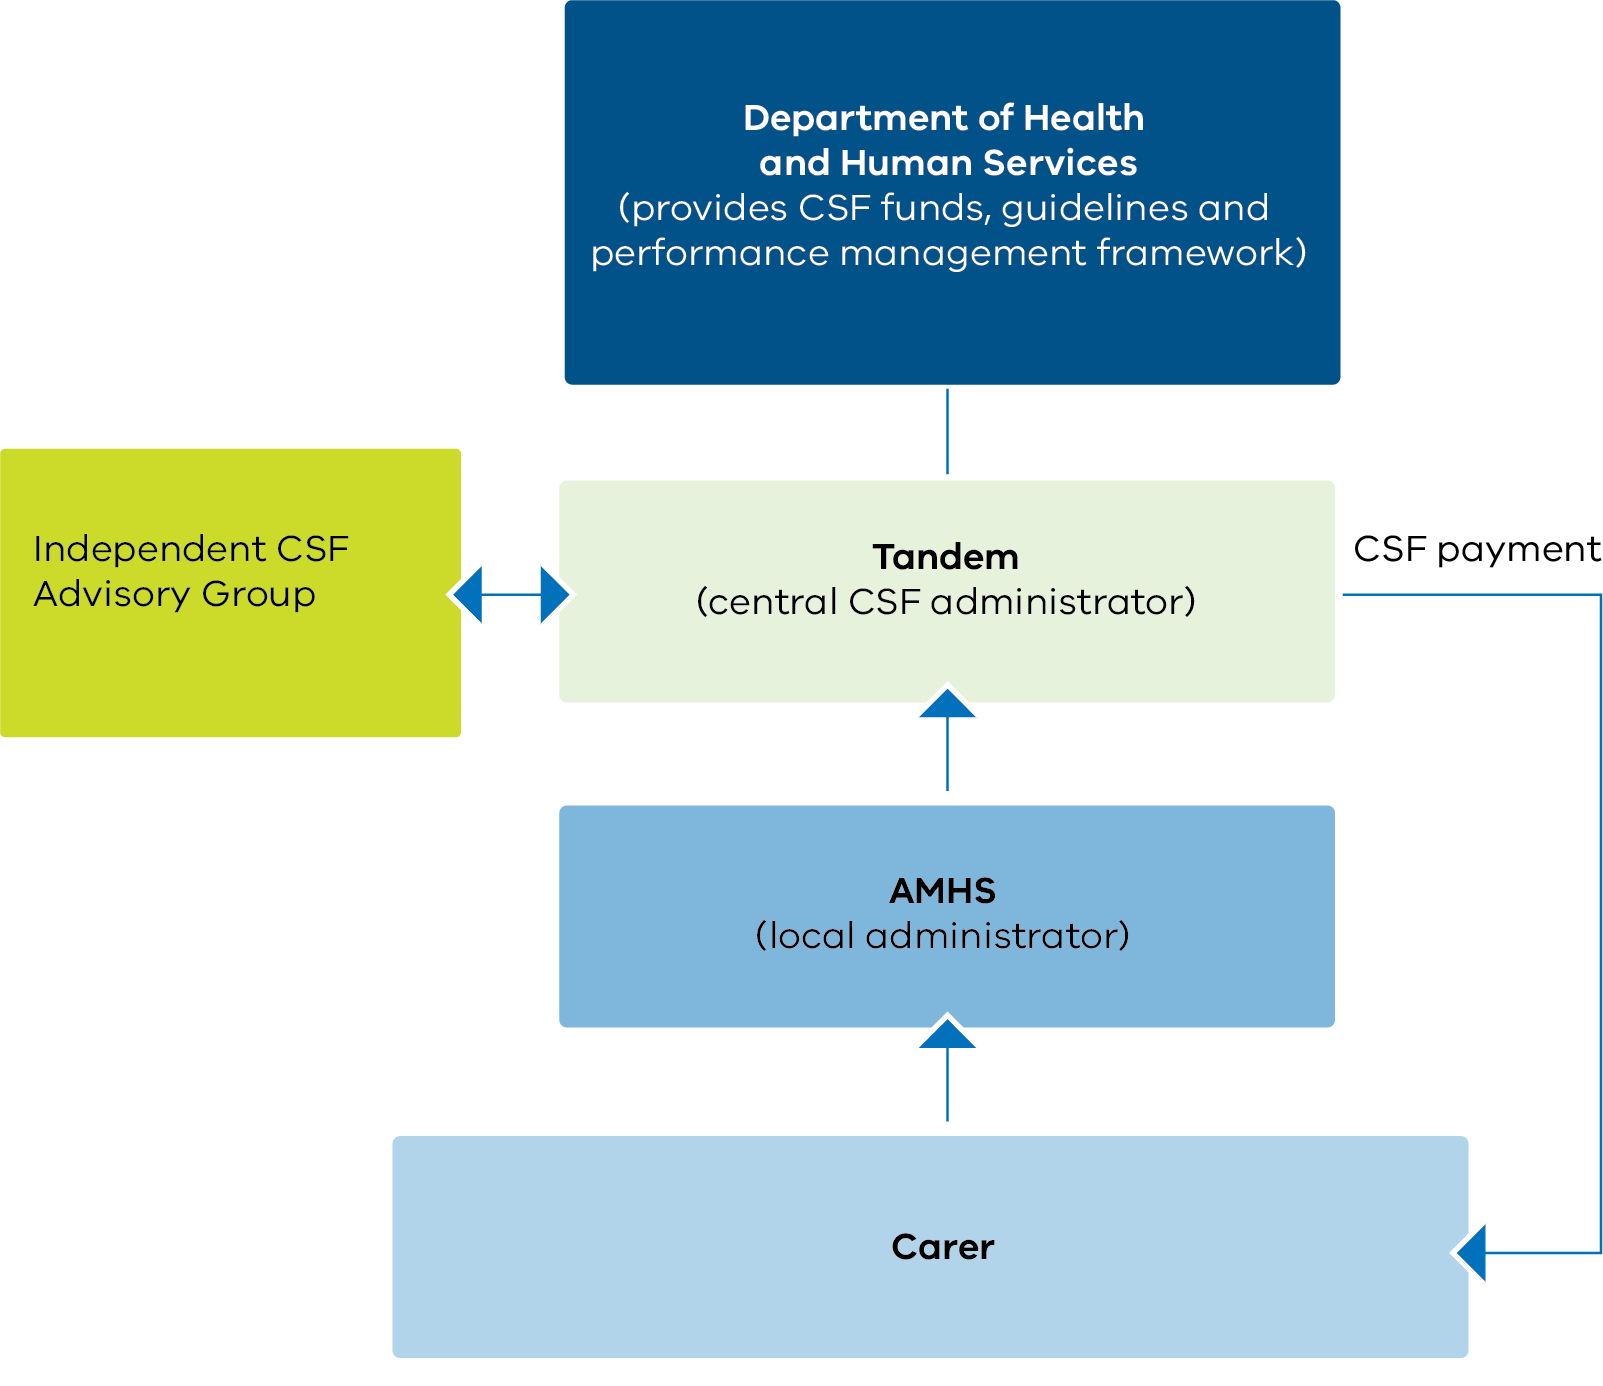 Department of Health
and Human Services
(provides CSF funds, guidelines and
performance management framework)
Independent CSF
Advisory Group
Tandem
(central CSF administrator)
CSF payment
AMHS
(local administrator)
Carer